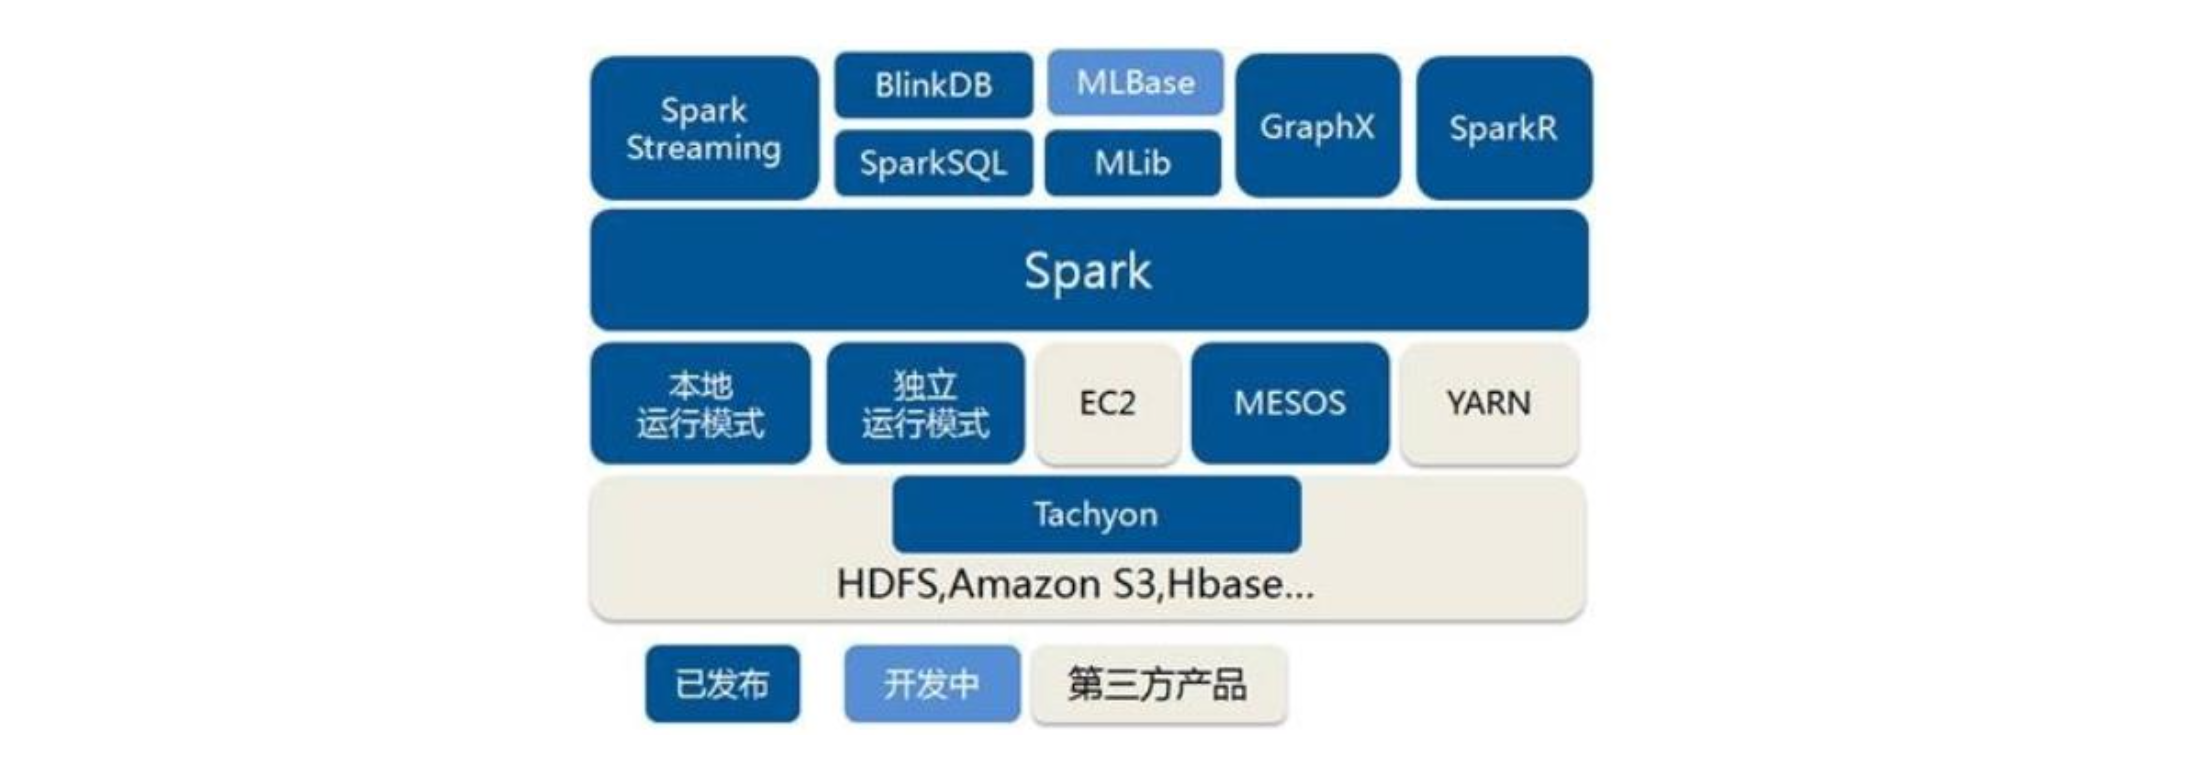 Spark
Streaming
BlinkDB
SparkSQL
MLBase
MLib
GraphX
SparkR
Spark
本地
运行模式
独立
运行模式
EC2
MESOS
YARN
Tachyon
HDFS,Amazon S3,Hbase...
已发布
开发中
第三方产品